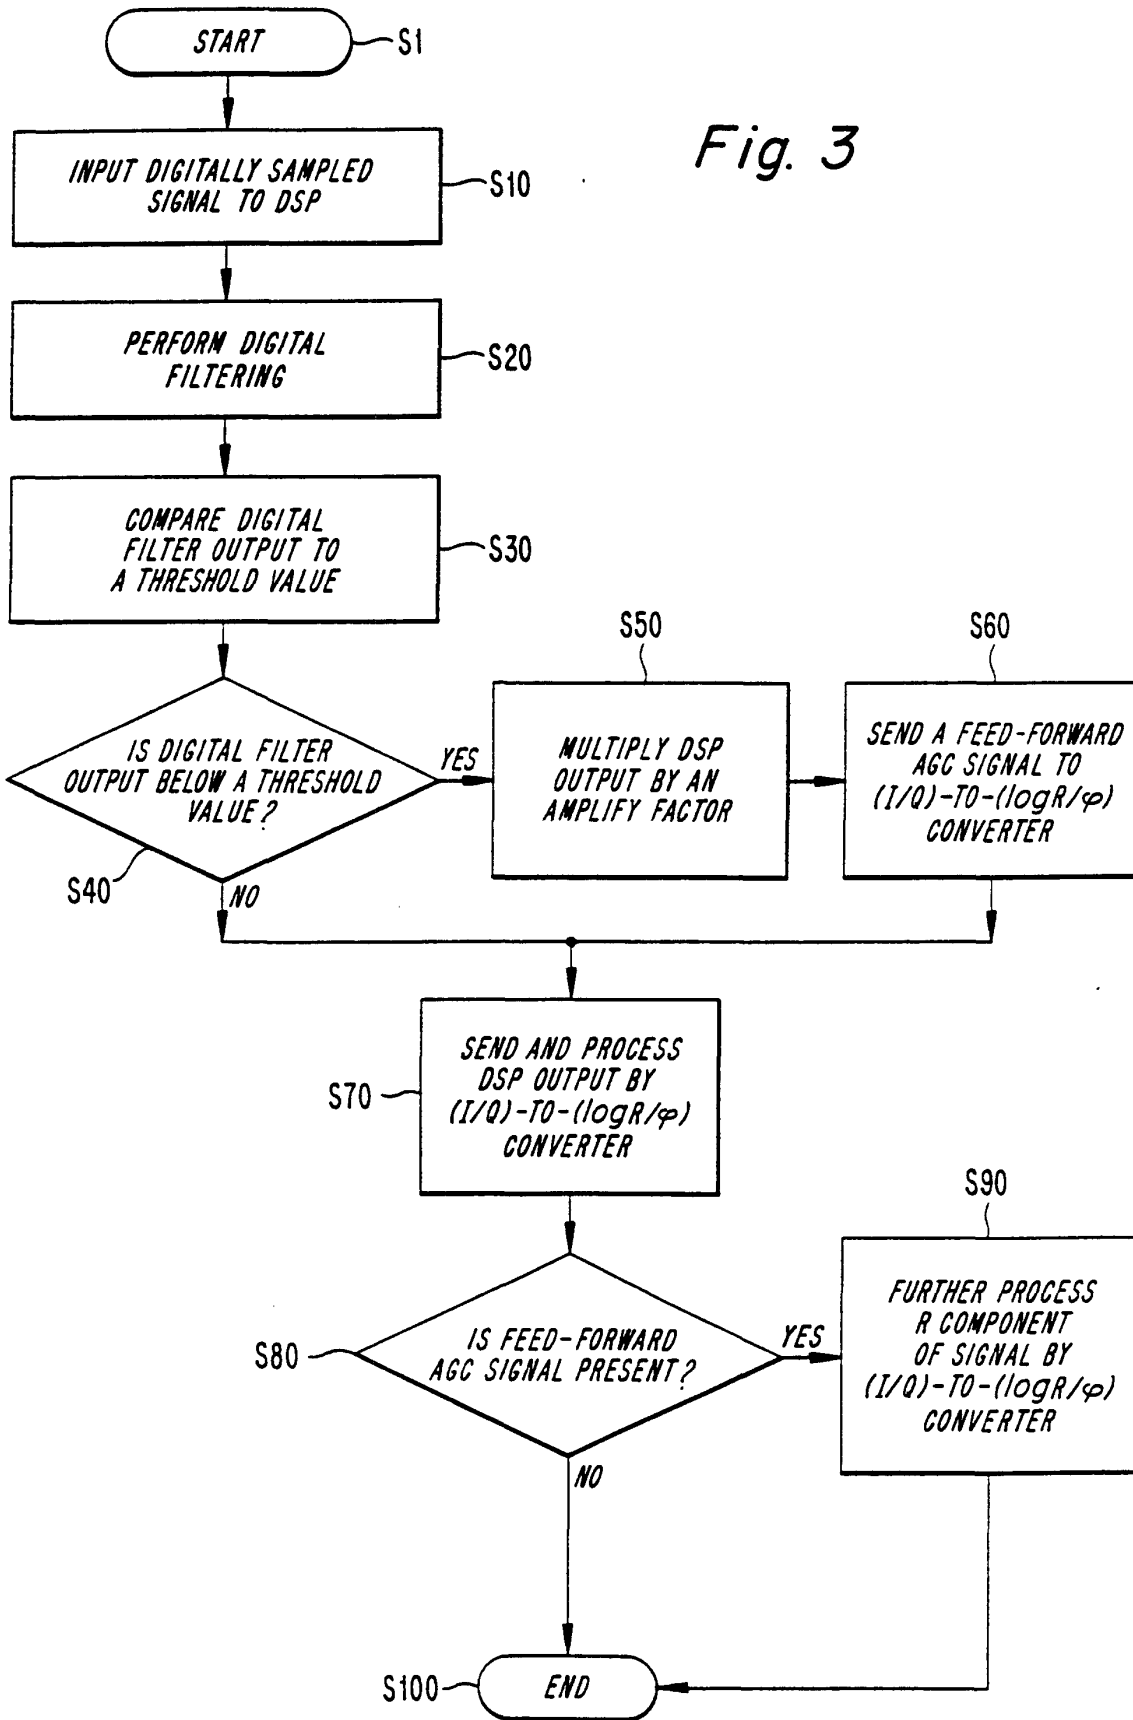 START
S1
Fig. 3
INPUT DIGITALLY SAMPLED
SIGNAL TO DSP
S10
PERFORM DIGITAL
FILTERING
S20
COMPARE DIGITAL
FILTER OUTPUT TO
A THRESHOLD VALUE
S30
IS DIGITAL FILTER
OUTPUT BELOW A THRESHOLD
VALUE?
S40
YES
NO
S50
MULTIPLY DSP
OUTPUT BY AN
AMPLIFY FACTOR
S60
SEND A FEED-FORWARD
AGC SIGNAL TO
(I/Q)-TO-(logR/φ)
CONVERTER
SEND AND PROCESS
DSP OUTPUT BY
(I/Q)-TO-(logR/φ)
CONVERTER
S70
IS FEED-FORWARD
AGC SIGNAL PRESENT?
S80
YES
NO
S90
FURTHER PROCESS
R COMPONENT
OF SIGNAL BY
(I/Q)-TO-(logR/φ)
CONVERTER
S100
END